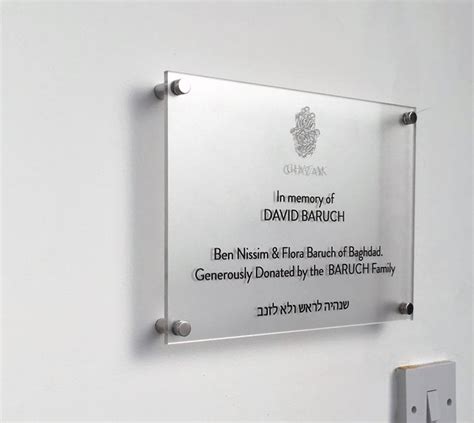 CHAZAK
In memory of
DAVID BARUCH
Ben Nissim & Flora Baruch of Baghdad.
Generously Donated by the BARUCH Family
שנהיה לראש ולא לזנב